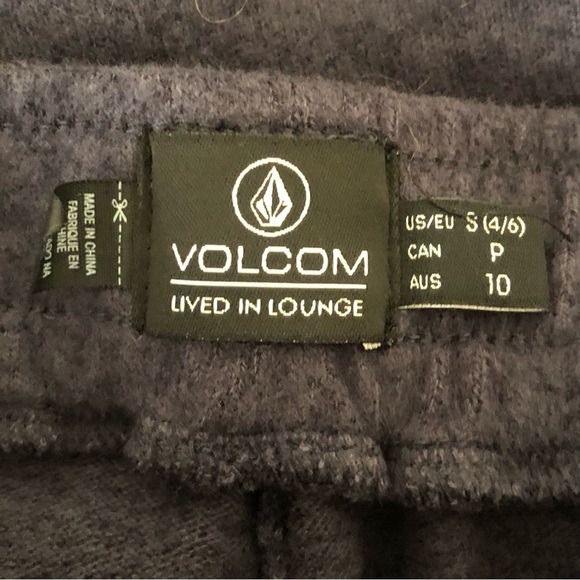 MADE IN CHINA
FABRIQUE EN
VOLCOM
LIVED IN LOUNGE
US/EU S (4/6)
CAN P
AUS 10